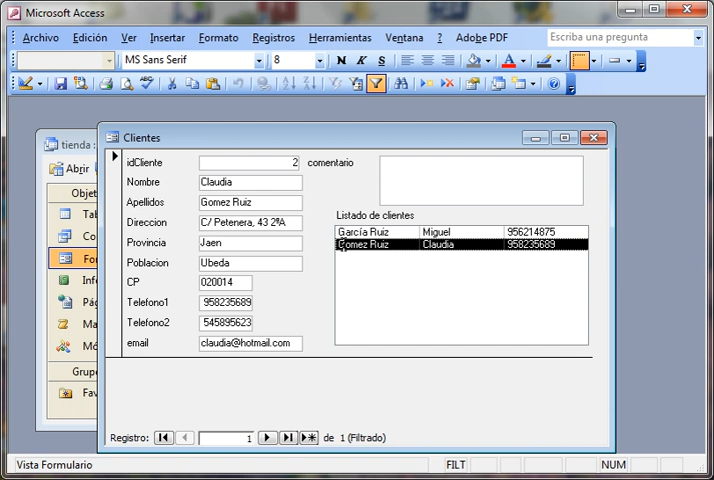 Microsoft Access
Archivo Edición Ver Insertar Formato Registros Herramientas Ventana ? Adobe PDF Escriba una pregunta
MS Sans Serif 8 N K S
tienda :
Abrir
Obje
Tab
Co
For
Inf
Pág
Ma
Mó
Grupo
Fav
Clientes
idCliente 2 comentario
Nombre Claudia
Apellidos Gomez Ruiz
Direccion C/ Petenera, 43 2ºA
Provincia Jaen
Poblacion Ubeda
CP 020014
Telefono1 958235689
Telefono2 545895623
email claudia@hotmail.com
Listado de clientes
García Ruiz Miguel 956214875
Gomez Ruiz Claudia 958235689
Registro: 1 de 1 (Filtrado)
Vista Formulario FILT NUM